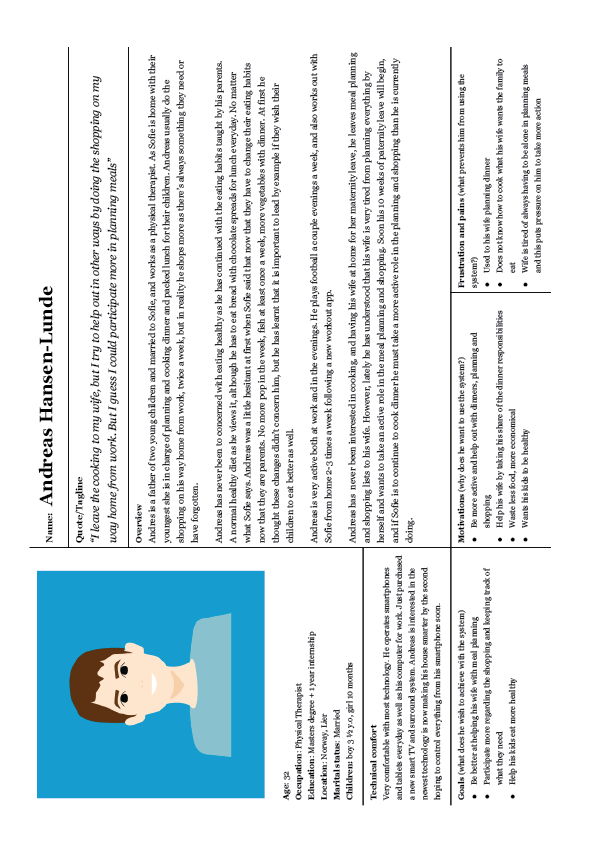 Name: Andreas Hansen-Lunde
Quote/Tagline
“I leave the cooking to my wife, but I try to help out in other ways by doing the shopping on my
way home from work. But I guess I could participate more in planning meals”
Overview
Andres is a father of two young children and married to Sofie, and works as a physical therapist. As Sofie is home with their
youngest she is in charge of planning and cooking dinner and packed lunch for their children. Andreas usually do the
shopping on his way home from work, twice a week, but in reality he shops more as there’s always something they need or
have forgotten.
Andreas has never been to concerned with eating healthy as he has continued with the eating habits taught by his parents.
A normal healthy diet as he views it, although he has to eat bread with chocolate spreads for lunch everyday. No matter
what Sofie says. Andreas was a little hesitant at first when Sofie said that now that they have to change their eating habits
now that they are parents. No more pop in the week, fish at least once a week, more vegetables with dinner. At first he
thought these changes didn’t concern him, but he has learnt that it is important to lead by example if they wish their
children to eat better as well.
Andreas is very active both at work and in the evenings. He plays football a couple evenings a week, and also works out with
Sofie from home 2-3 times a week following a new workout app.
Andreas has never been interested in cooking, and having his wife at home for her maternity leave, he leaves meal planning
and shopping lists to his wife. However, lately he has understood that his wife is very tired from planning everything by
herself and wants to take an active role in the meal planning and shopping. Soon his 10 weeks of paternity leave will begin,
and if Sofie is to continue to cook dinner he must take a more active role in the planning and shopping than he is currently
doing.
Age: 32
Occupation: Physical Therapist
Education: Masters degree + 1 year internship
Location: Norway, Lier
Marital status: Married
Children: boy 3 ½ y.o, girl 10 months
Technical comfort
Very comfortable with most technology. He operates smartphones
and tablets everyday as well as his computer for work. Just purchased
a new smart TV and surround system. Andreas is interested in the
newest technology is now making his house smarter by the second
hoping to control everything from his smartphone soon.
Goals (what does he wish to achieve with the system)
● Be better at helping his wife with meal planning
● Participate more regarding the shopping and keeping track of
what they need
● Help his kids eat more healthy
Motivations (why does he want to use the system?)
● Be more active and help out with dinners, planning and
shopping
● Help his wife by taking his share of the dinner responsibilities
● Waste less food, more economical
● Wants his kids to be healthy
Frustration and pains (what prevents him from using the
system?)
● Used to his wife planning dinner
● Does not know how to cook what his wife wants the family to
eat
● Wife is tired of always having to be alone in planning meals
and this puts pressure on him to take more action